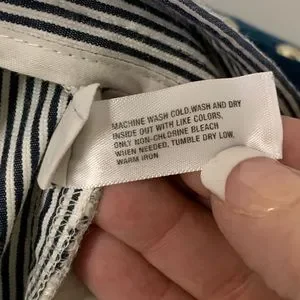 MACHINE WASH COLD,WASH AND DRY
INSIDE OUT WITH LIKE COLORS,
ONLY NON-CHLORINE BLEACH
WHEN NEEDED, TUMBLE DRY LOW,
WARM IRON